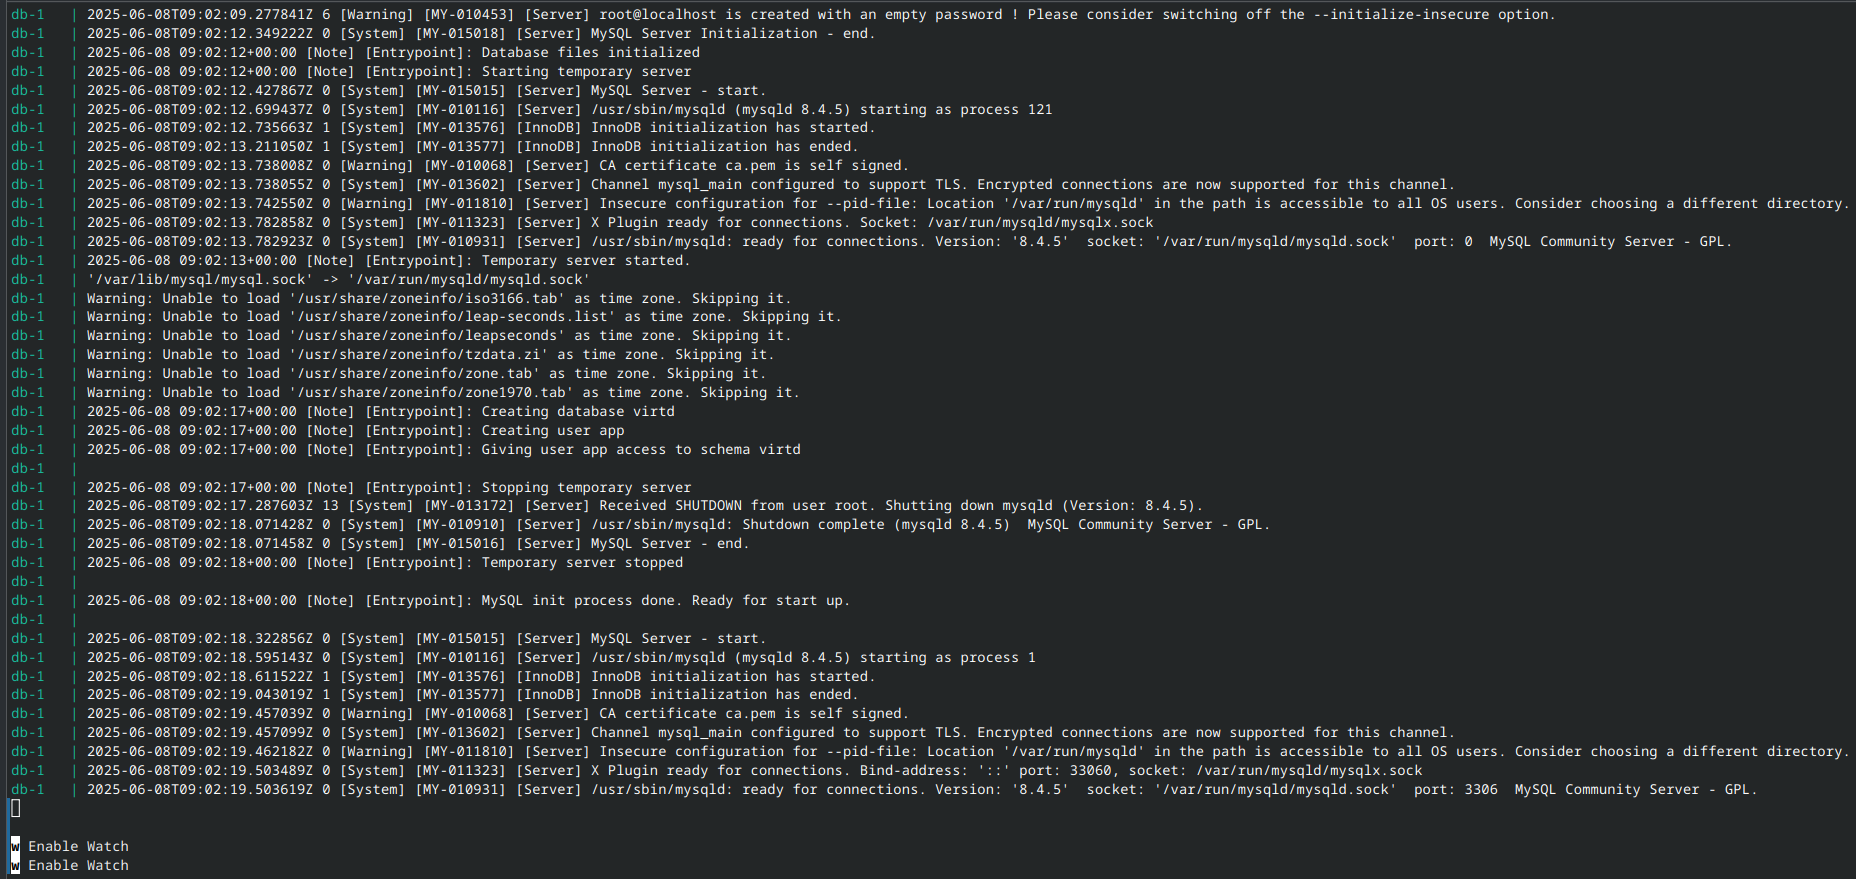 db-1   | 2025-06-08T09:02:09.277841Z 6 [Warning] [MY-010453] [Server] root@localhost is created with an empty password ! Please consider switching off the --initialize-insecure option.
db-1   | 2025-06-08T09:02:12.349222Z 0 [System] [MY-015018] [Server] MySQL Server Initialization - end.
db-1   | 2025-06-08 09:02:12+00:00 [Note] [Entrypoint]: Database files initialized
db-1   | 2025-06-08 09:02:12+00:00 [Note] [Entrypoint]: Starting temporary server
db-1   | 2025-06-08T09:02:12.427867Z 0 [System] [MY-015015] [Server] MySQL Server - start.
db-1   | 2025-06-08T09:02:12.699437Z 0 [System] [MY-010116] [Server] /usr/sbin/mysqld (mysqld 8.4.5) starting as process 121
db-1   | 2025-06-08T09:02:12.735663Z 1 [System] [MY-013576] [InnoDB] InnoDB initialization has started.
db-1   | 2025-06-08T09:02:13.211050Z 1 [System] [MY-013577] [InnoDB] InnoDB initialization has ended.
db-1   | 2025-06-08T09:02:13.738008Z 0 [Warning] [MY-010068] [Server] CA certificate ca.pem is self signed.
db-1   | 2025-06-08T09:02:13.738055Z 0 [System] [MY-013602] [Server] Channel mysql_main configured to support TLS. Encrypted connections are now supported for this channel.
db-1   | 2025-06-08T09:02:13.742550Z 0 [Warning] [MY-011810] [Server] Insecure configuration for --pid-file: Location '/var/run/mysqld' in the path is accessible to all OS users. Consider choosing a different directory.
db-1   | 2025-06-08T09:02:13.782858Z 0 [System] [MY-011323] [Server] X Plugin ready for connections. Socket: /var/run/mysqld/mysqlx.sock
db-1   | 2025-06-08T09:02:13.782923Z 0 [System] [MY-010931] [Server] /usr/sbin/mysqld: ready for connections. Version: '8.4.5'  socket: '/var/run/mysqld/mysqld.sock'  port: 0  MySQL Community Server - GPL.
db-1   | 2025-06-08 09:02:13+00:00 [Note] [Entrypoint]: Temporary server started.
db-1   | '/var/lib/mysql/mysql.sock' -> '/var/run/mysqld/mysqld.sock'
db-1   | Warning: Unable to load '/usr/share/zoneinfo/iso3166.tab' as time zone. Skipping it.
db-1   | Warning: Unable to load '/usr/share/zoneinfo/leap-seconds.list' as time zone. Skipping it.
db-1   | Warning: Unable to load '/usr/share/zoneinfo/leapseconds' as time zone. Skipping it.
db-1   | Warning: Unable to load '/usr/share/zoneinfo/tzdata.zi' as time zone. Skipping it.
db-1   | Warning: Unable to load '/usr/share/zoneinfo/zone.tab' as time zone. Skipping it.
db-1   | Warning: Unable to load '/usr/share/zoneinfo/zone1970.tab' as time zone. Skipping it.
db-1   | 2025-06-08 09:02:17+00:00 [Note] [Entrypoint]: Creating database virtd
db-1   | 2025-06-08 09:02:17+00:00 [Note] [Entrypoint]: Creating user app
db-1   | 2025-06-08 09:02:17+00:00 [Note] [Entrypoint]: Giving user app access to schema virtd
db-1   |
db-1   | 2025-06-08 09:02:17+00:00 [Note] [Entrypoint]: Stopping temporary server
db-1   | 2025-06-08T09:02:17.287603Z 13 [System] [MY-013172] [Server] Received SHUTDOWN from user root. Shutting down mysqld (Version: 8.4.5).
db-1   | 2025-06-08T09:02:18.071428Z 0 [System] [MY-010910] [Server] /usr/sbin/mysqld: Shutdown complete (mysqld 8.4.5)  MySQL Community Server - GPL.
db-1   | 2025-06-08T09:02:18.071458Z 0 [System] [MY-015016] [Server] MySQL Server - end.
db-1   | 2025-06-08 09:02:18+00:00 [Note] [Entrypoint]: Temporary server stopped
db-1   |
db-1   | 2025-06-08 09:02:18+00:00 [Note] [Entrypoint]: MySQL init process done. Ready for start up.
db-1   |
db-1   | 2025-06-08T09:02:18.322856Z 0 [System] [MY-015015] [Server] MySQL Server - start.
db-1   | 2025-06-08T09:02:18.595143Z 0 [System] [MY-010116] [Server] /usr/sbin/mysqld (mysqld 8.4.5) starting as process 1
db-1   | 2025-06-08T09:02:18.611522Z 1 [System] [MY-013576] [InnoDB] InnoDB initialization has started.
db-1   | 2025-06-08T09:02:19.043019Z 1 [System] [MY-013577] [InnoDB] InnoDB initialization has ended.
db-1   | 2025-06-08T09:02:19.457039Z 0 [Warning] [MY-010068] [Server] CA certificate ca.pem is self signed.
db-1   | 2025-06-08T09:02:19.457099Z 0 [System] [MY-013602] [Server] Channel mysql_main configured to support TLS. Encrypted connections are now supported for this channel.
db-1   | 2025-06-08T09:02:19.462182Z 0 [Warning] [MY-011810] [Server] Insecure configuration for --pid-file: Location '/var/run/mysqld' in the path is accessible to all OS users. Consider choosing a different directory.
db-1   | 2025-06-08T09:02:19.503489Z 0 [System] [MY-011323] [Server] X Plugin ready for connections. Bind-address: '::' port: 33060, socket: /var/run/mysqld/mysqlx.sock
db-1   | 2025-06-08T09:02:19.503619Z 0 [System] [MY-010931] [Server] /usr/sbin/mysqld: ready for connections. Version: '8.4.5'  socket: '/var/run/mysqld/mysqld.sock'  port: 3306  MySQL Community Server - GPL.
w Enable Watch
w Enable Watch